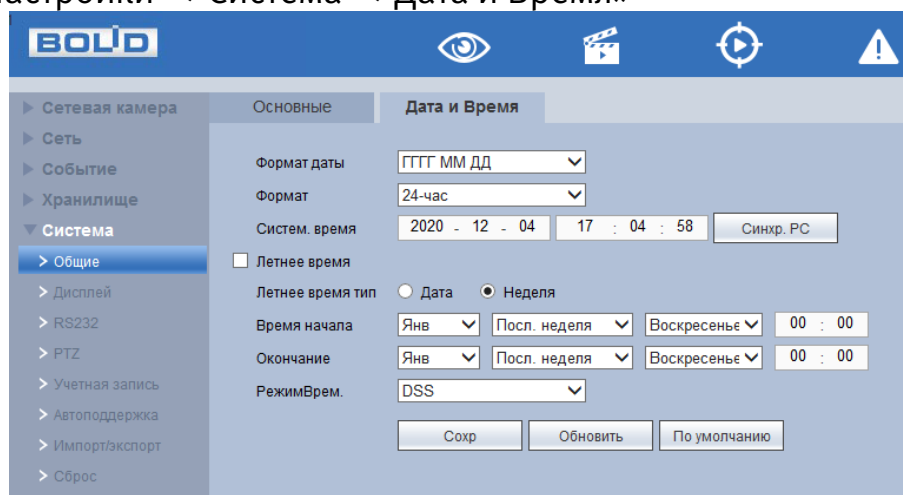 Система → Дата и Время»
BOLID
Сетевая камера
Сеть
Событие
Хранилище
Система
Общие
Дисплей
RS232
PTZ
Учетная запись
Автоподдержка
Импорт/экспорт
Сброс
Основные
Дата и Время
Формат даты ГГГГ ММ ДД
Формат 24-час
Систем. время 2020 - 12 - 04 17 : 04 : 58 Синхр. PC
Летнее время
Летнее время тип Дата Неделя
Время начала Янв Посл. неделя Воскресенье 00 : 00
Окончание Янв Посл. неделя Воскресенье 00 : 00
РежимВрем. DSS
Сохр Обновить По умолчанию